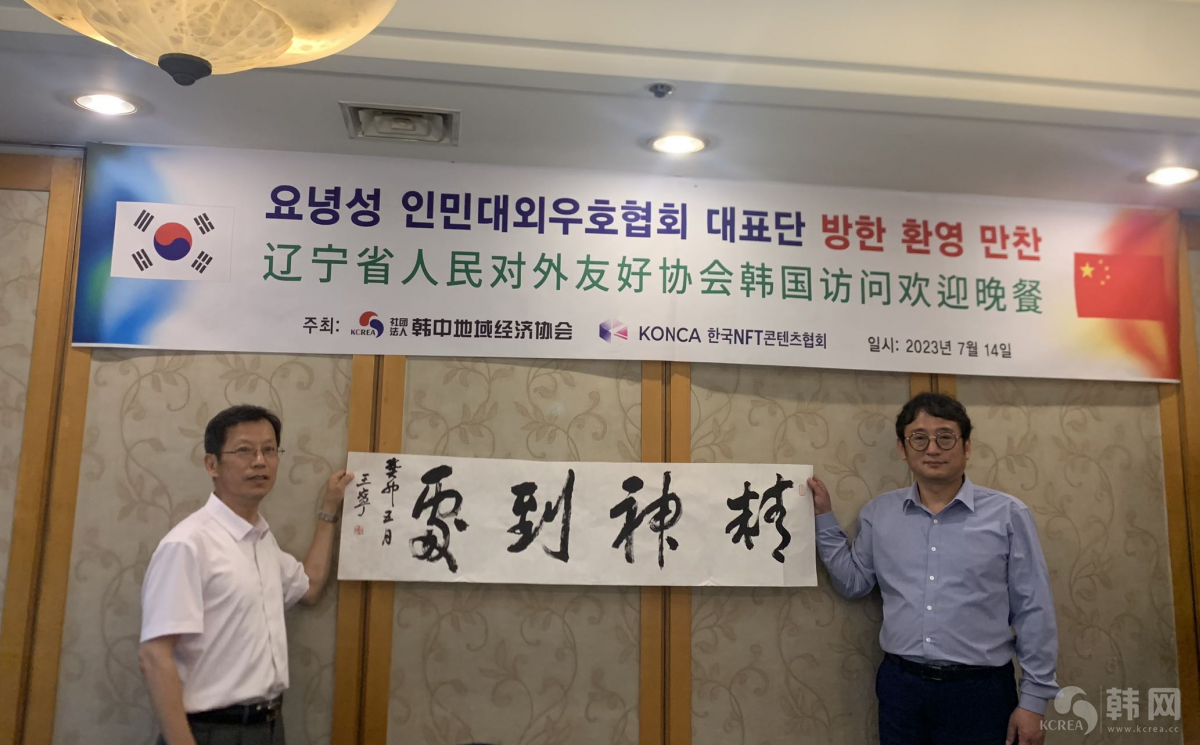 요녕성 인민대외우호협회 대표단 방한 환영 만찬
辽宁省人民对外友好协会韩国访问欢迎晚餐
주최: KCREA 社团法人 韩中地域经济协会 KONCA 한국NFT콘텐츠협회 일시: 2023년 7월 14일
精神到處
癸卯五月
王寧
KCREA 韩网
www.kcrea.cc